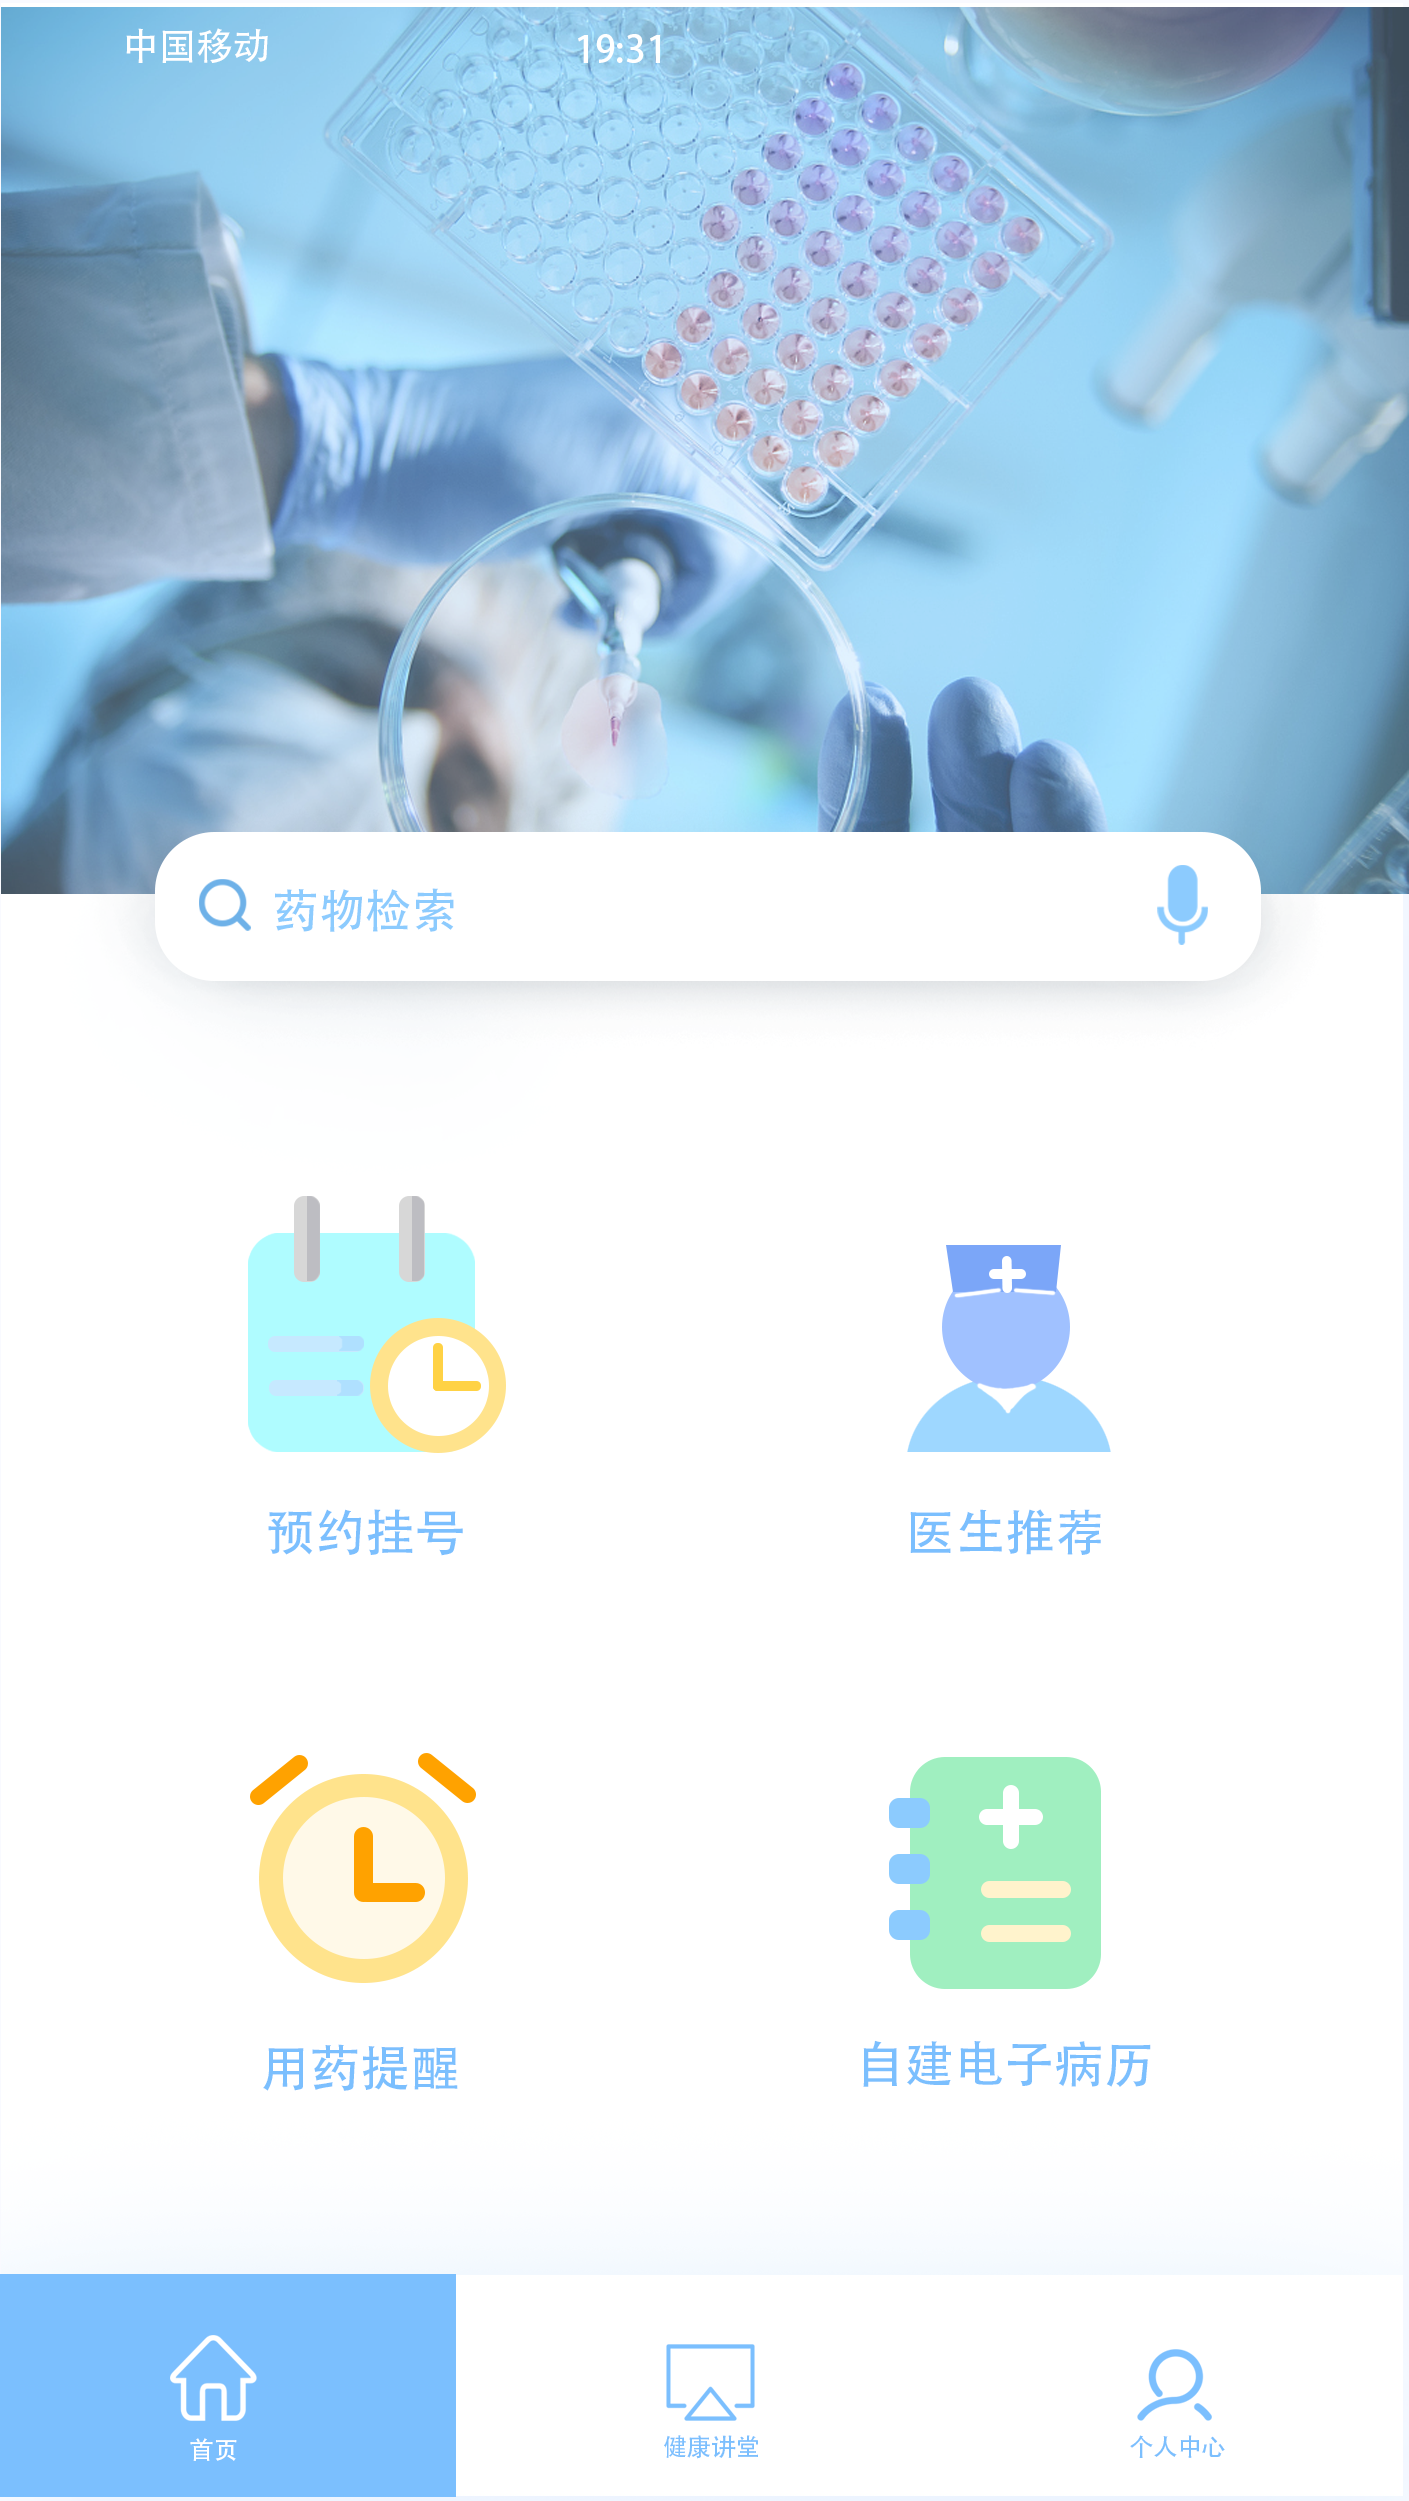 中国移动 19:31
药物检索
预约挂号 医生推荐
用药提醒 自建电子病历
首页 健康讲堂 个人中心